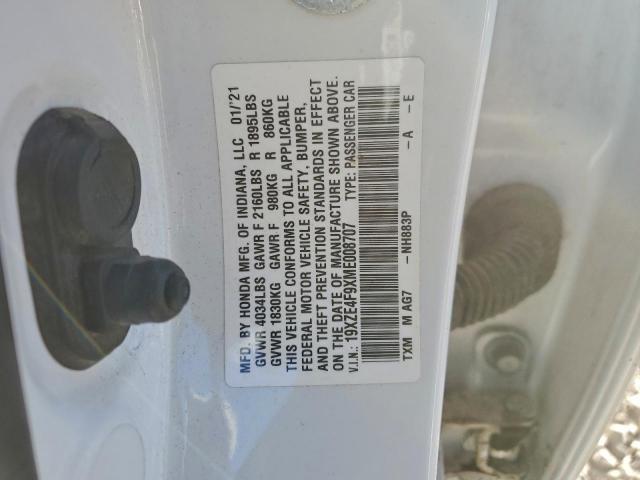 MFD. BY HONDA MFG. OF INDIANA, LLC 01/'21
GVWR 4034LBS GAWR F 2160LBS R 1895LBS
GVWR 1830KG GAWR F 980KG R 860KG
THIS VEHICLE CONFORMS TO ALL APPLICABLE
FEDERAL MOTOR VEHICLE SAFETY, BUMPER,
AND THEFT PREVENTION STANDARDS IN EFFECT
ON THE DATE OF MANUFACTURE SHOWN ABOVE.
V.I.N.: 19XZE4F9XME008707 TYPE: PASSENGER CAR
TXM M AG7 -NH883P -A -E